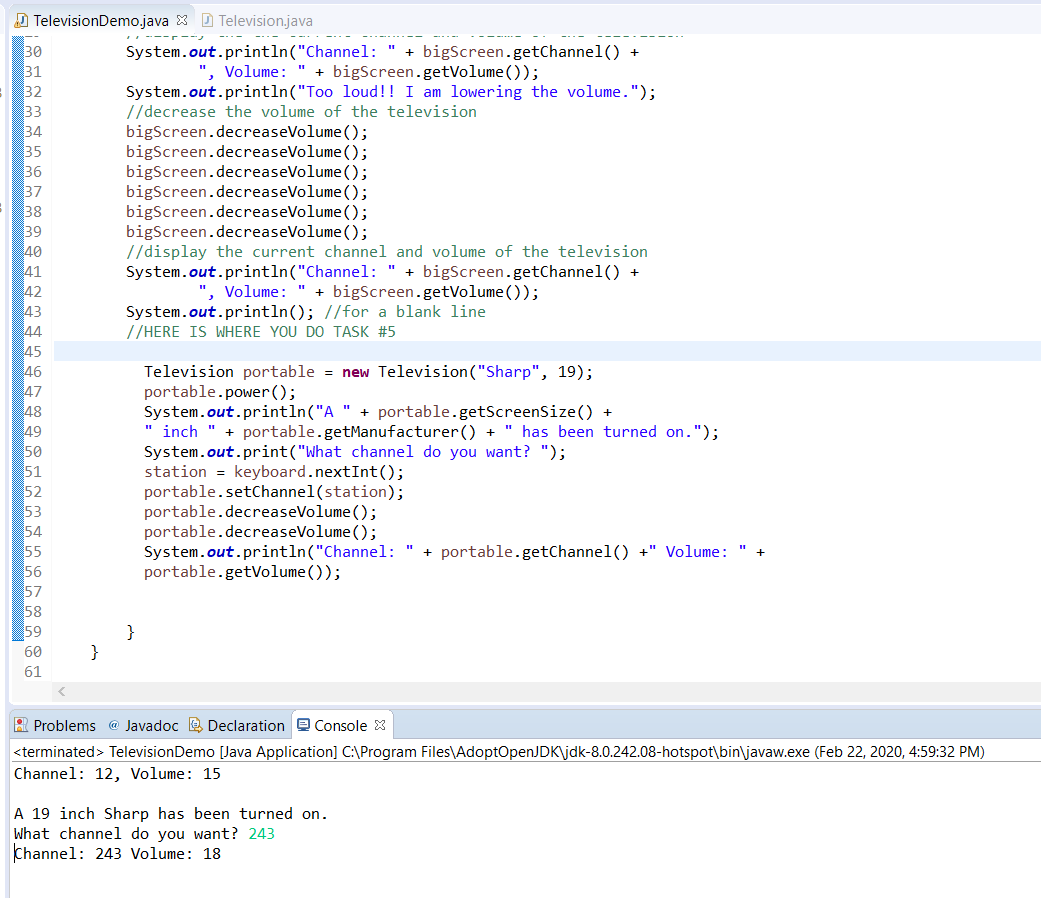 TelevisionDemo.java Television.java
30 System.out.println("Channel: " + bigScreen.getChannel() +
31 ", Volume: " + bigScreen.getVolume());
32 System.out.println("Too loud!! I am lowering the volume.");
33 //decrease the volume of the television
34 bigScreen.decreaseVolume();
35 bigScreen.decreaseVolume();
36 bigScreen.decreaseVolume();
37 bigScreen.decreaseVolume();
38 bigScreen.decreaseVolume();
39 bigScreen.decreaseVolume();
40 //display the current channel and volume of the television
41 System.out.println("Channel: " + bigScreen.getChannel() +
42 ", Volume: " + bigScreen.getVolume());
43 System.out.println(); //for a blank line
44 //HERE IS WHERE YOU DO TASK #5
45
46 Television portable = new Television("Sharp", 19);
47 portable.power();
48 System.out.println("A " + portable.getScreenSize() +
49 " inch " + portable.getManufacturer() + " has been turned on.");
50 System.out.print("What channel do you want? ");
51 station = keyboard.nextInt();
52 portable.setChannel(station);
53 portable.decreaseVolume();
54 portable.decreaseVolume();
55 System.out.println("Channel: " + portable.getChannel() +" Volume: " +
56 portable.getVolume());
57
58
59 }
60 }
61
Problems @ Javadoc Declaration Console
<terminated> TelevisionDemo [Java Application] C:\Program Files\AdoptOpenJDK\jdk-8.0.242.08-hotspot\bin\javaw.exe (Feb 22, 2020, 4:59:32 PM)
Channel: 12, Volume: 15
A 19 inch Sharp has been turned on.
What channel do you want? 243
Channel: 243 Volume: 18